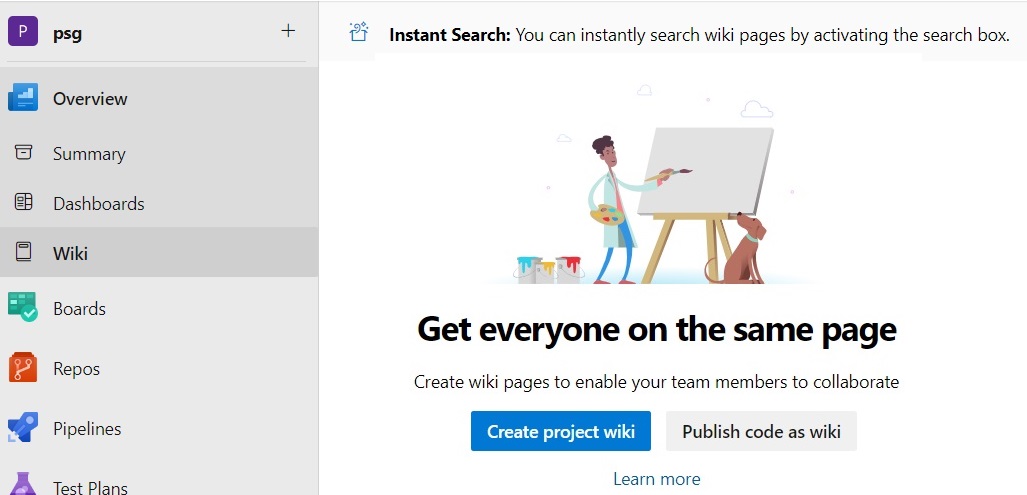 P psg +
Overview
Summary
Dashboards
Wiki
Boards
Repos
Pipelines
Test Plans
Instant Search: You can instantly search wiki pages by activating the search box.
Get everyone on the same page
Create wiki pages to enable your team members to collaborate
Create project wiki Publish code as wiki
Learn more